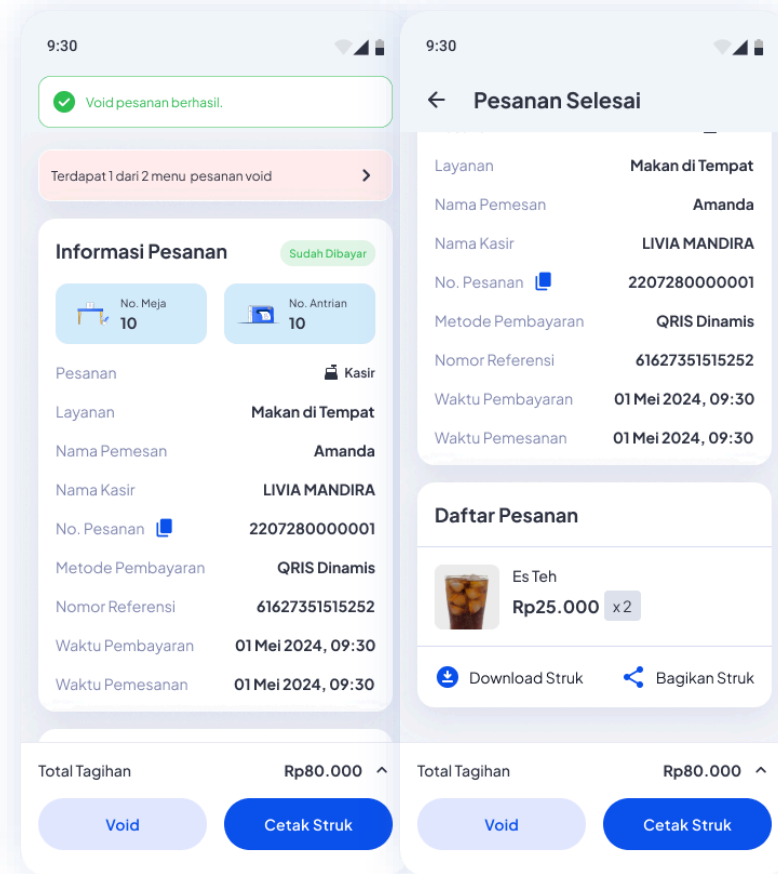 9:30
Void pesanan berhasil.
Terdapat 1 dari 2 menu pesanan void
Informasi Pesanan
Sudah Dibayar
No. Meja
10
No. Antrian
10
Pesanan Kasir
Layanan Makan di Tempat
Nama Pemesan Amanda
Nama Kasir LIVIA MANDIRA
No. Pesanan 2207280000001
Metode Pembayaran QRIS Dinamis
Nomor Referensi 61627351515252
Waktu Pembayaran 01 Mei 2024, 09:30
Waktu Pemesanan 01 Mei 2024, 09:30
Total Tagihan Rp80.000
Void Cetak Struk
9:30
Pesanan Selesai
Layanan Makan di Tempat
Nama Pemesan Amanda
Nama Kasir LIVIA MANDIRA
No. Pesanan 2207280000001
Metode Pembayaran QRIS Dinamis
Nomor Referensi 61627351515252
Waktu Pembayaran 01 Mei 2024, 09:30
Waktu Pemesanan 01 Mei 2024, 09:30
Daftar Pesanan
Es Teh
Rp25.000 x2
Download Struk Bagikan Struk
Total Tagihan Rp80.000
Void Cetak Struk